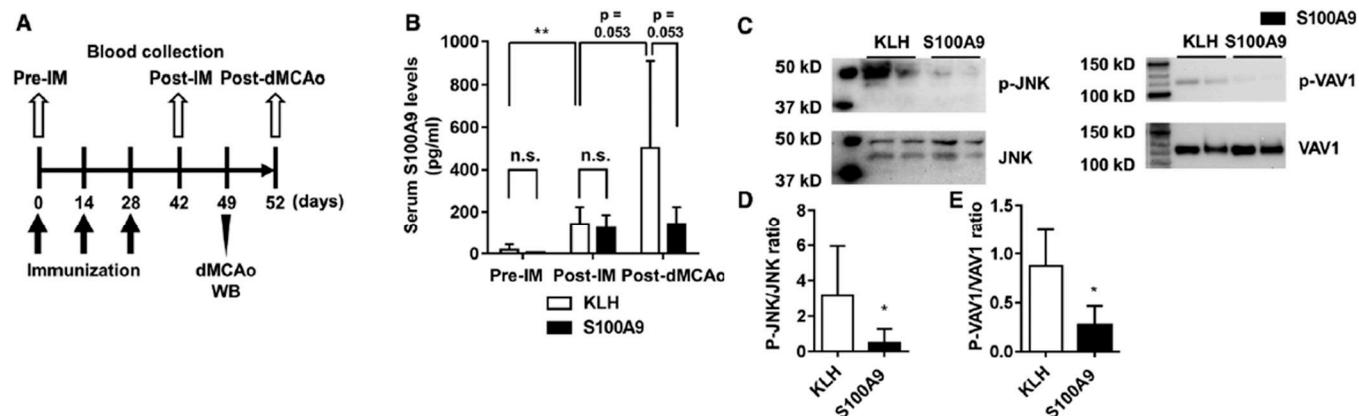 A
Blood collection
Pre-IM Post-IM Post-dMCAo
0 14 28 42 49 52 (days)
Immunization
dMCAo
WB
B
Serum S100A9 levels
(pg/ml)
1000
800
600
400
200
0
n.s.
**
n.s.
p =
0.053
p =
0.053
Pre-IM Post-IM Post-dMCAo
KLH
S100A9
C
S100A9
KLH S100A9
50 kD
37 kD
p-JNK
50 kD
37 kD
JNK
KLH S100A9
150 kD
100 kD
p-VAV1
150 kD
100 kD
VAV1
D
P-JNK/JNK ratio
8
6
4
2
0
*
KLH
S100A9
E
P-VAV1/VAV1 ratio
1.5
1.0
0.5
0.0
*
KLH
S100A9